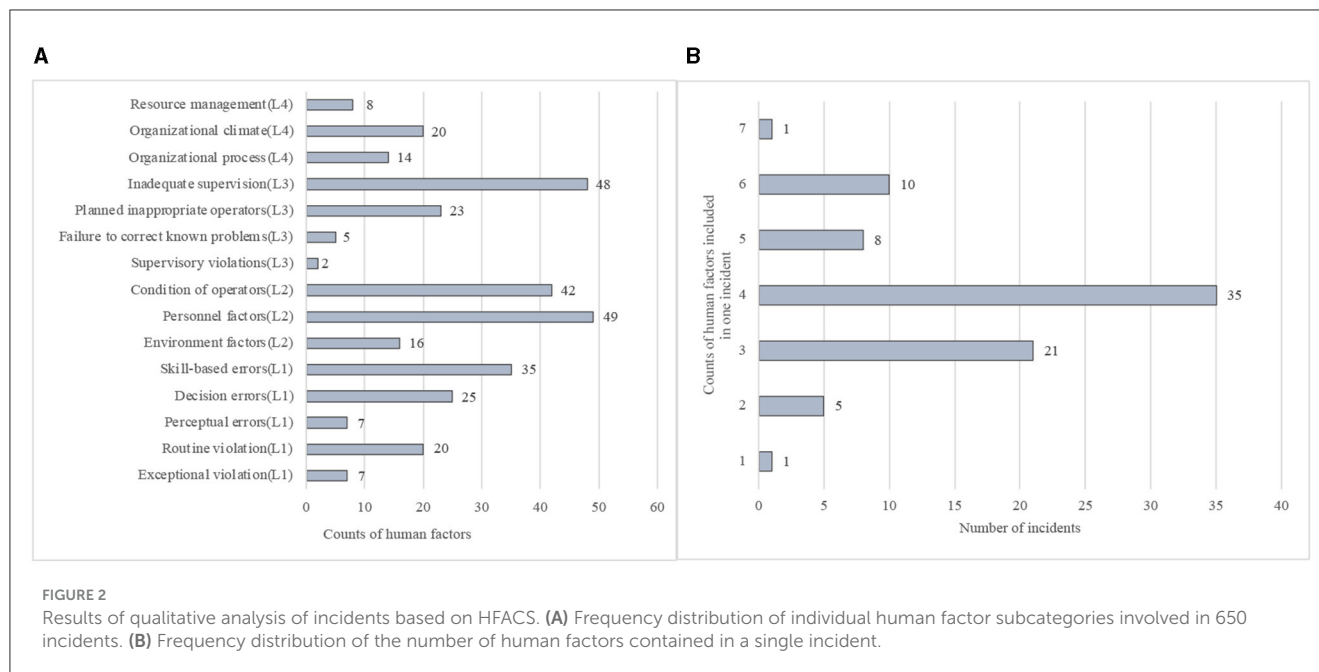 A
Resource management(L4) 8
Organizational climate(L4) 20
Organizational process(L4) 14
Inadequate supervision(L3) 48
Planned inappropriate operators(L3) 23
Failure to correct known problems(L3) 5
Supervisory violations(L3) 2
Condition of operators(L2) 42
Personnel factors(L2) 49
Environment factors(L2) 16
Skill-based errors(L1) 35
Decision errors(L1) 25
Perceptual errors(L1) 7
Routine violation(L1) 20
Exceptional violation(L1) 7
0 10 20 30 40 50 60
Counts of human factors
B
Counts of human factors included
in one incident
7 1
6 10
5 8
4 35
3 21
2 5
1 1
0 5 10 15 20 25 30 35 40
Number of incidents
FIGURE 2
Results of qualitative analysis of incidents based on HFACS. (A) Frequency distribution of individual human factor subcategories involved in 650
incidents. (B) Frequency distribution of the number of human factors contained in a single incident.